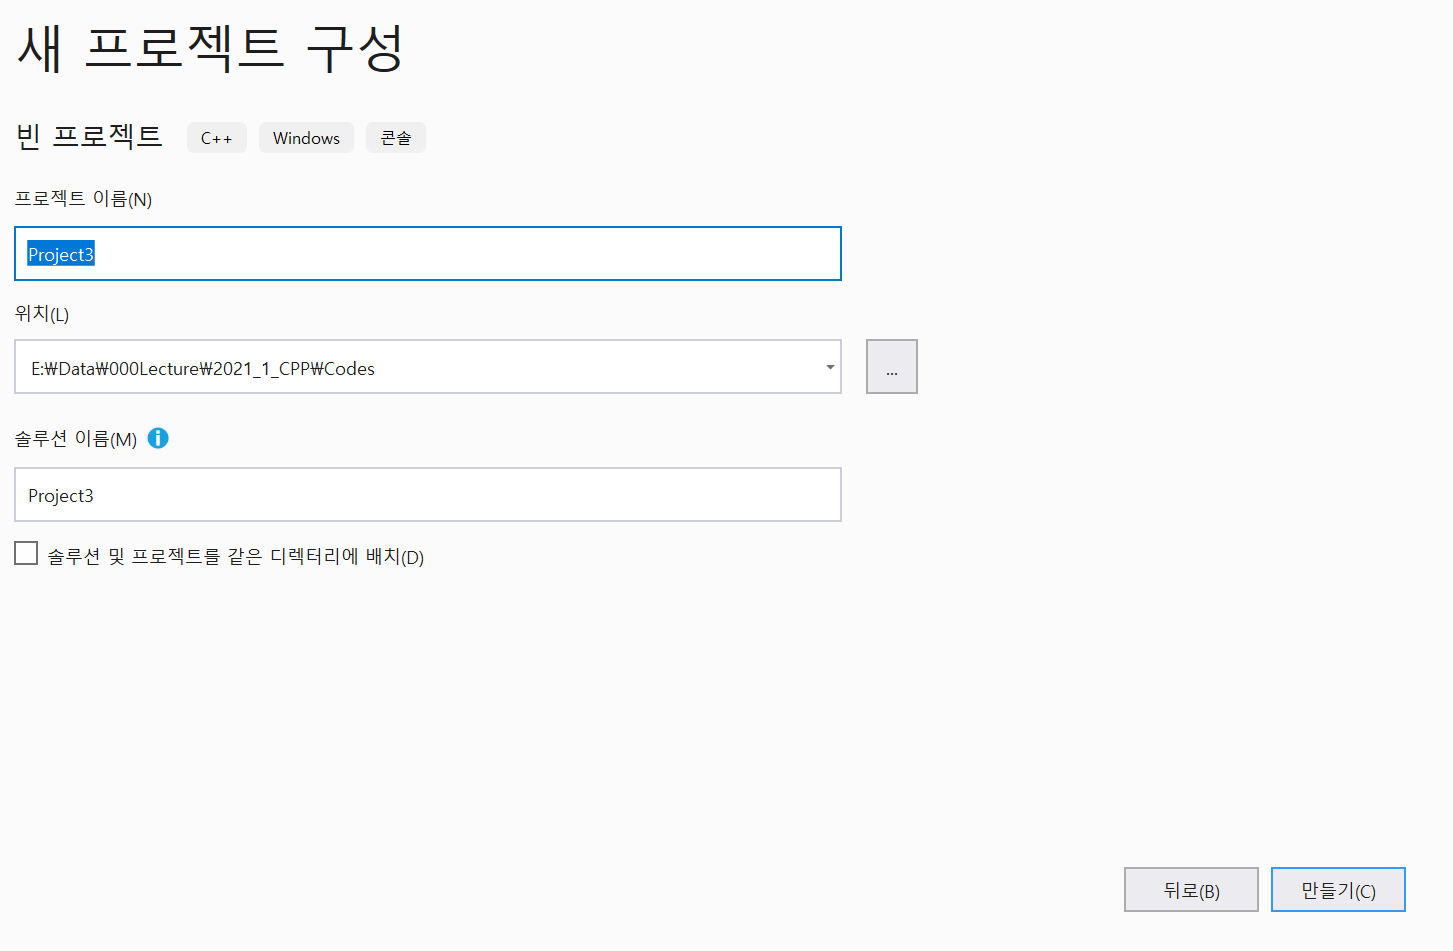 새 프로젝트 구성
빈 프로젝트 C++ Windows 콘솔
프로젝트 이름(N)
Project3
위치(L)
E:₩Data₩000Lecture₩2021_1_CPP₩Codes
...
솔루션 이름(M)
Project3
솔루션 및 프로젝트를 같은 디렉터리에 배치(D)
뒤로(B) 만들기(C)